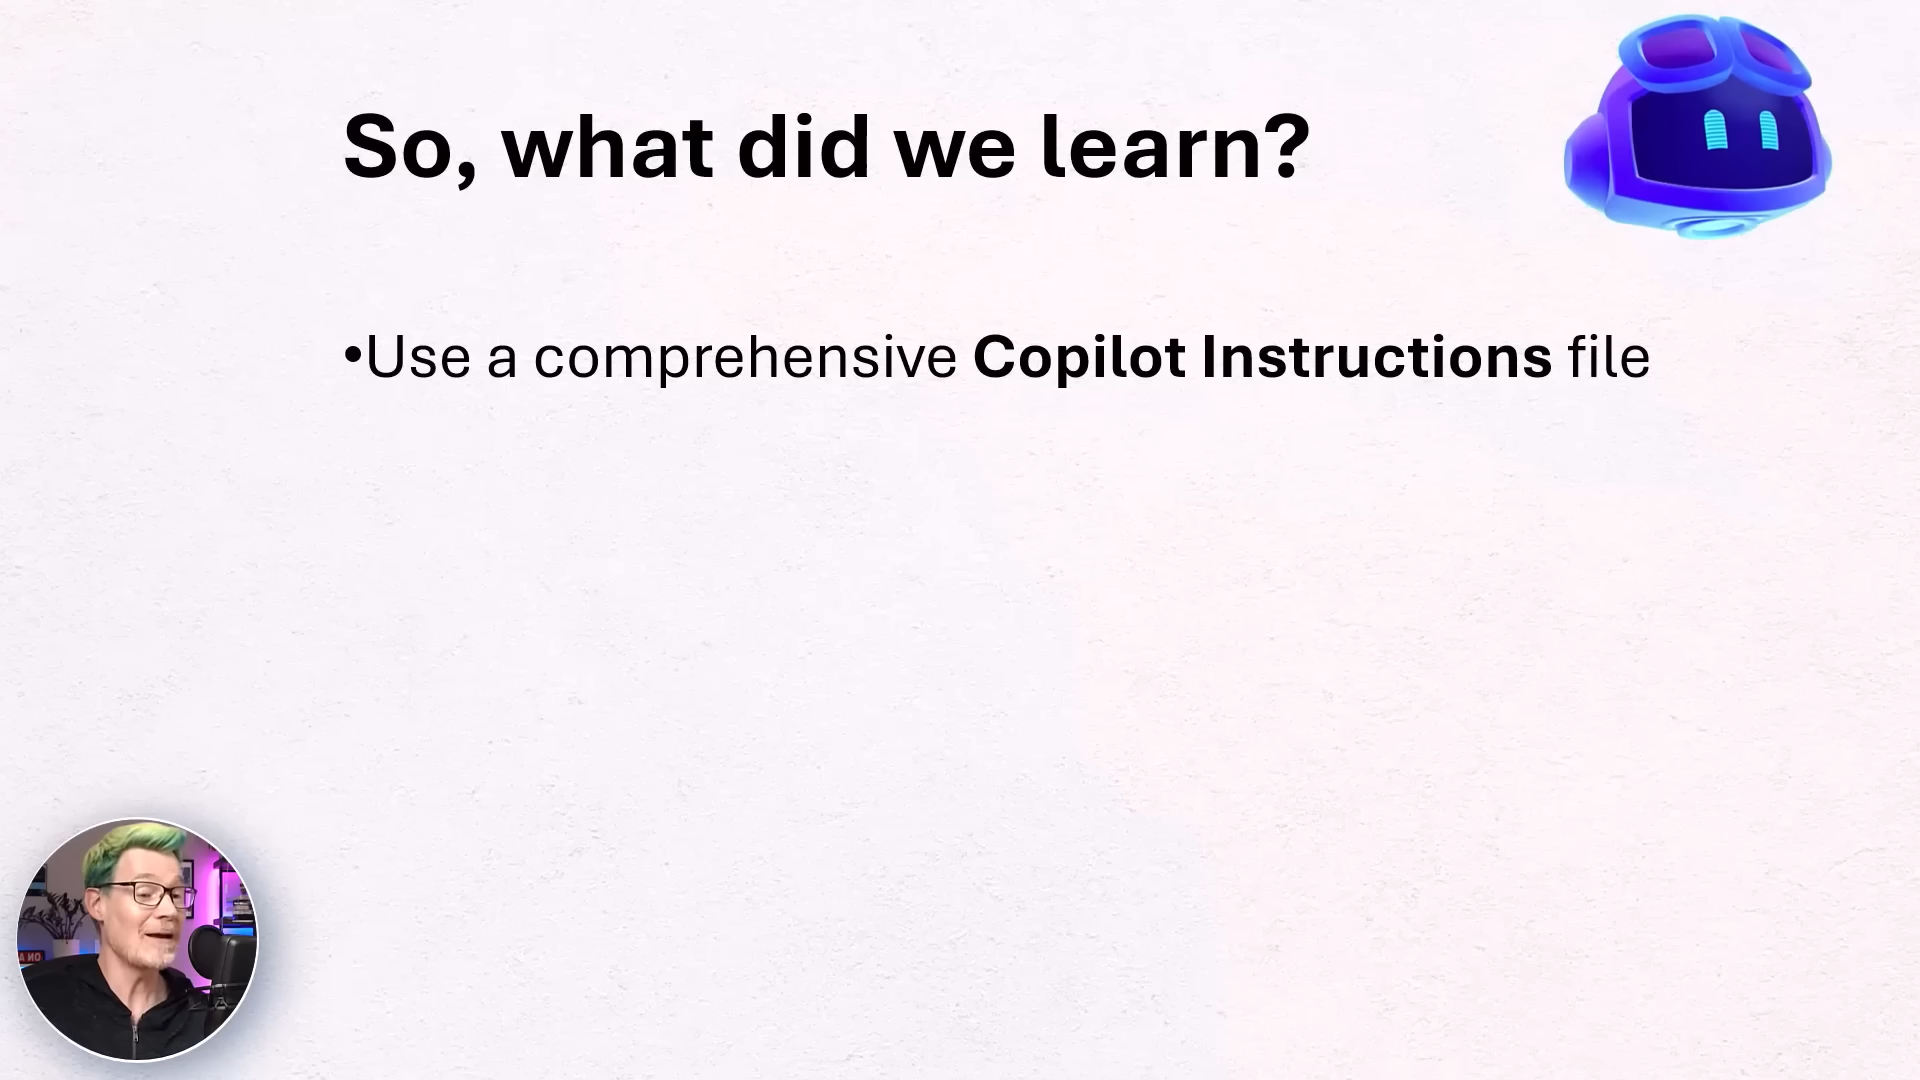 So, what did we learn?
•Use a comprehensive Copilot Instructions file